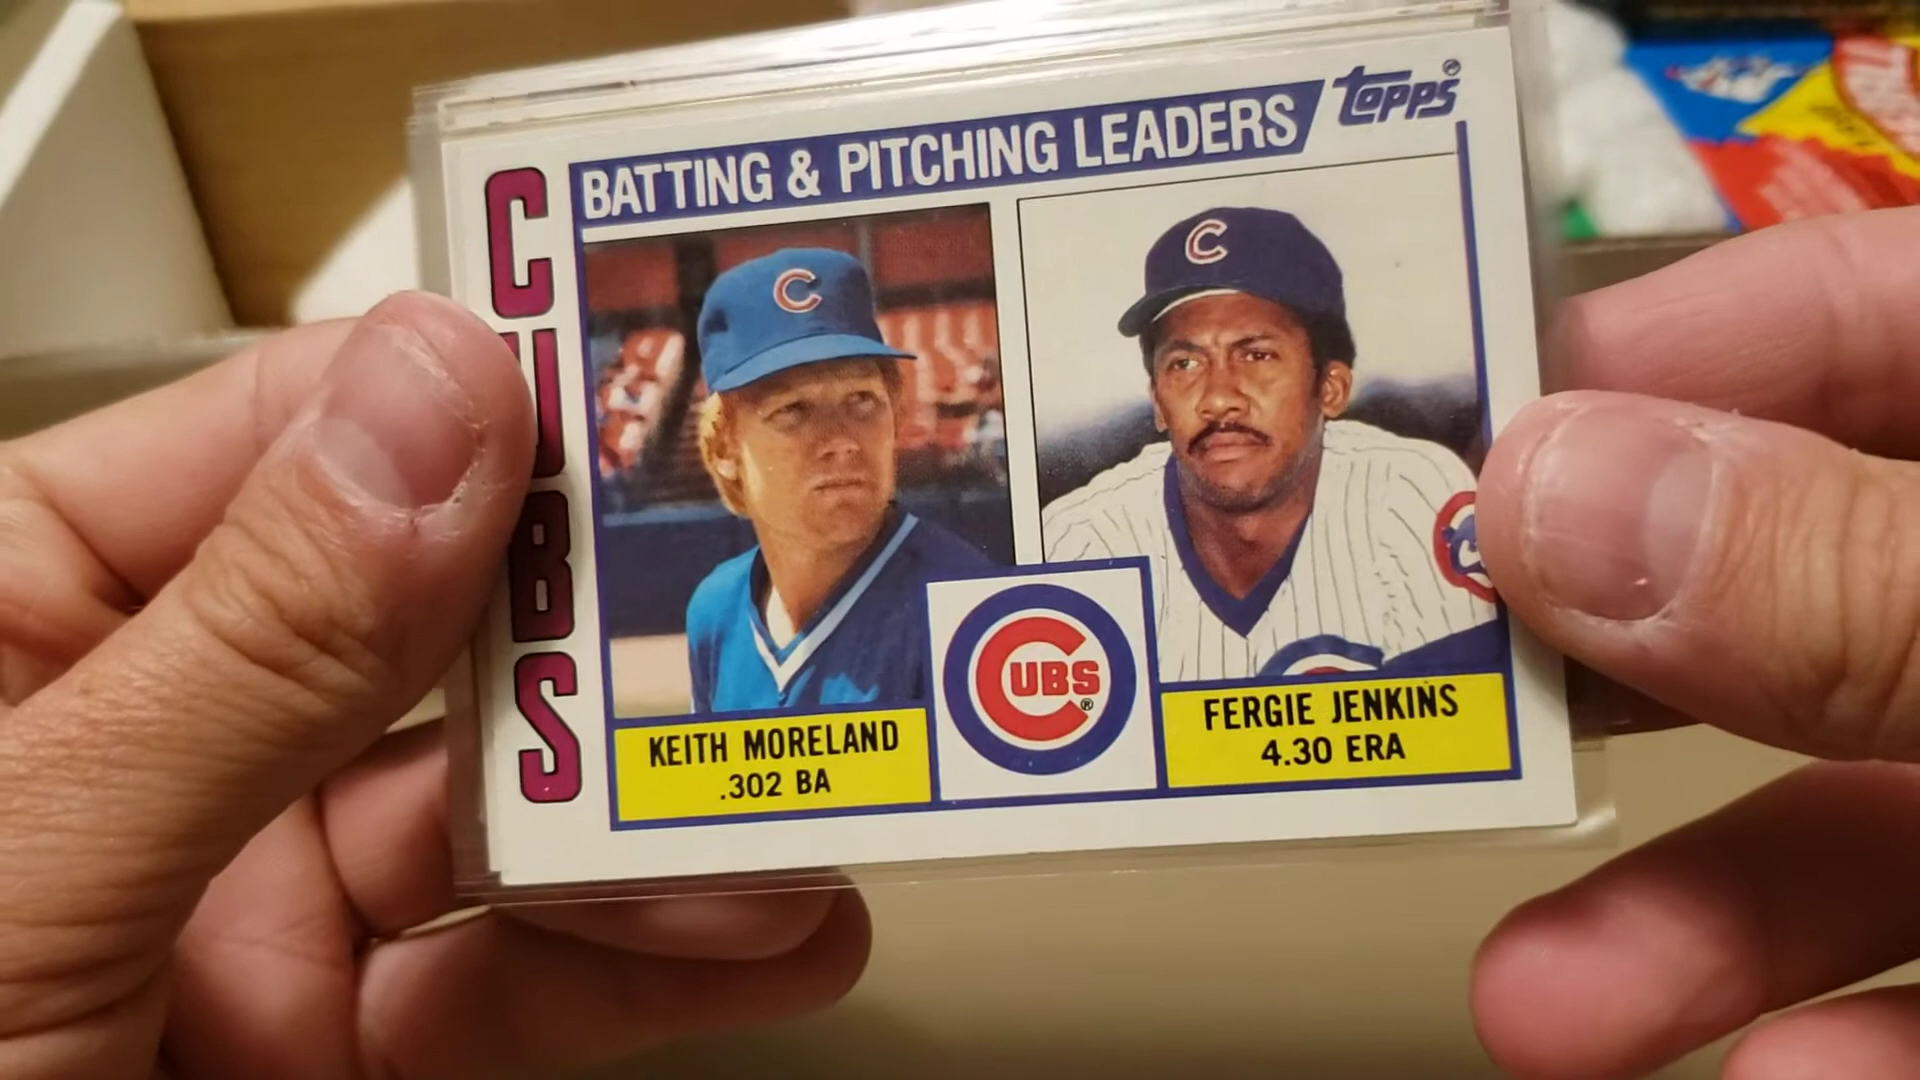 topps
BATTING & PITCHING LEADERS
CUBS
C
C
CUBS
KEITH MORELAND
.302 BA
FERGIE JENKINS
4.30 ERA